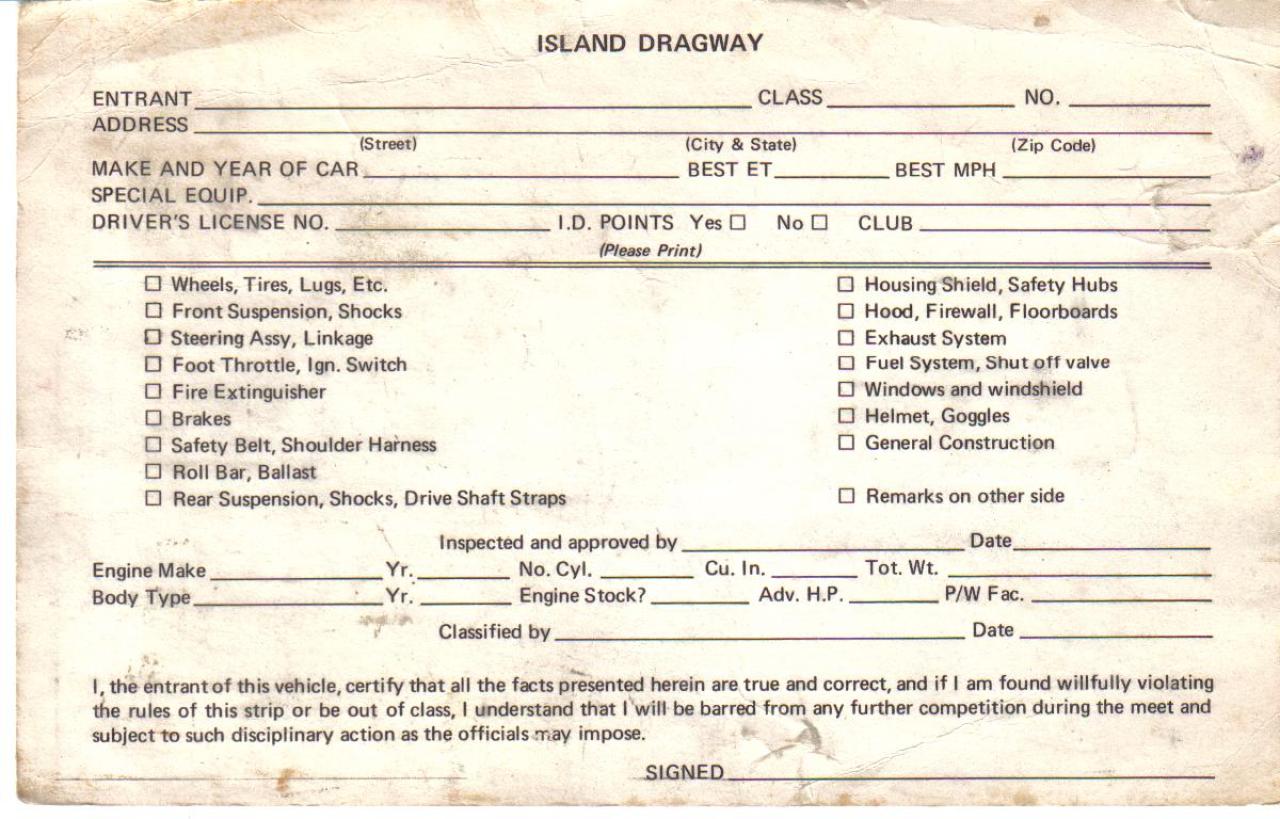 ISLAND DRAGWAY
ENTRANT CLASS NO.
ADDRESS
(Street) (City & State) (Zip Code)
MAKE AND YEAR OF CAR BEST ET BEST MPH
SPECIAL EQUIP.
DRIVER'S LICENSE NO. I.D. POINTS Yes ☐ No ☐ CLUB
(Please Print)
☐ Wheels, Tires, Lugs, Etc. ☐ Housing Shield, Safety Hubs
☐ Front Suspension, Shocks ☐ Hood, Firewall, Floorboards
☐ Steering Assy, Linkage ☐ Exhaust System
☐ Foot Throttle, Ign. Switch ☐ Fuel System, Shut off valve
☐ Fire Extinguisher ☐ Windows and windshield
☐ Brakes ☐ Helmet, Goggles
☐ Safety Belt, Shoulder Harness ☐ General Construction
☐ Roll Bar, Ballast
☐ Rear Suspension, Shocks, Drive Shaft Straps ☐ Remarks on other side
Inspected and approved by Date
Engine Make Yr. No. Cyl. Cu. In. Tot. Wt.
Body Type Yr. Engine Stock? Adv. H.P. P/W Fac.
Classified by Date
I, the entrant of this vehicle, certify that all the facts presented herein are true and correct, and if I am found willfully violating
the rules of this strip or be out of class, I understand that I will be barred from any further competition during the meet and
subject to such disciplinary action as the officials may impose.
SIGNED